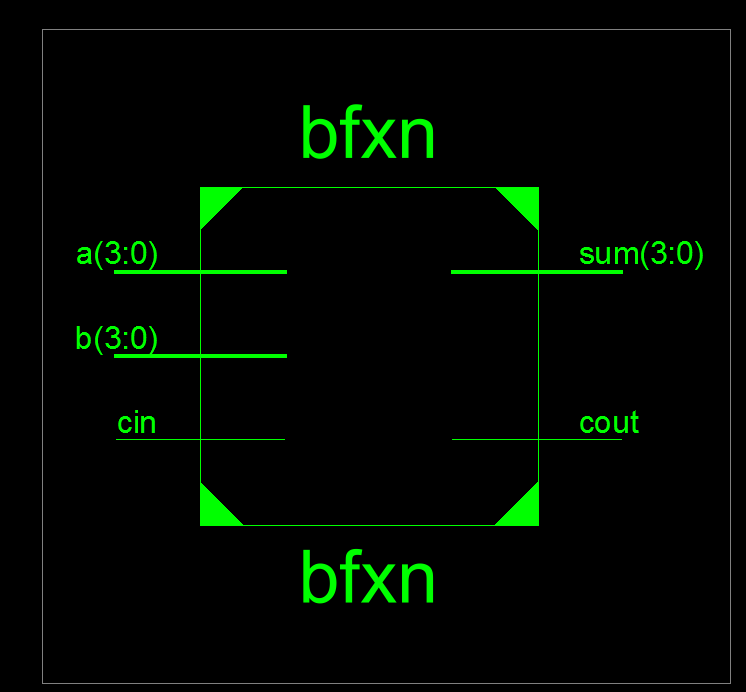 bfxn
a(3:0)
sum(3:0)
b(3:0)
cin
cout
bfxn